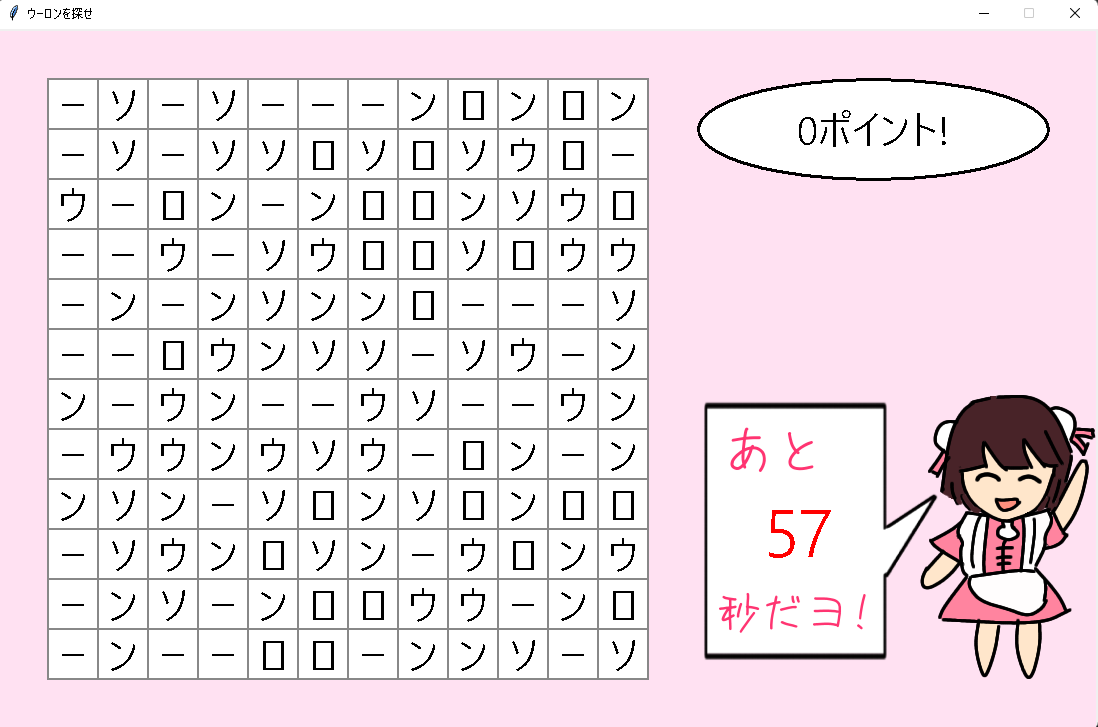 ウーロンを探せ
ーソーソーーーンロンロン
ーソーソソロソロソウロー
ウーロンーンロロンソウロ
ーーウーソウロロソロウウ
ーンーンソンンローーーソ
ーーロウンソソーソウーン
ンーウンーーウソーーウン
ーウウンウソウーロンーン
ンソンーソロンソロンロロ
ーソウンロソンーウロンウ
ーンソーンロロウウーンロ
ーンーーロローンンソーソ
0ポイント!
あと
57
秒だヨ!